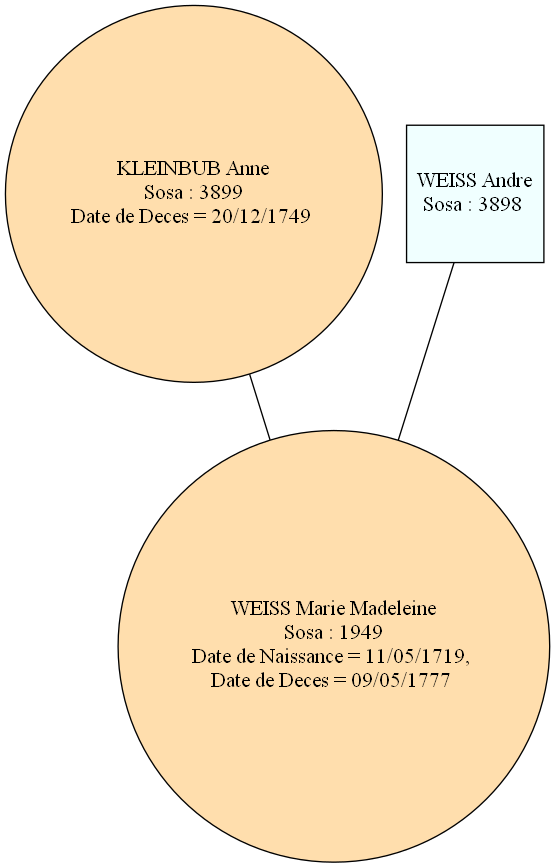 KLEINBUB Anne
Sosa : 3899
Date de Deces = 20/12/1749
WEISS Andre
Sosa : 3898
WEISS Marie Madeleine
Sosa : 1949
Date de Naissance = 11/05/1719,
Date de Deces = 09/05/1777